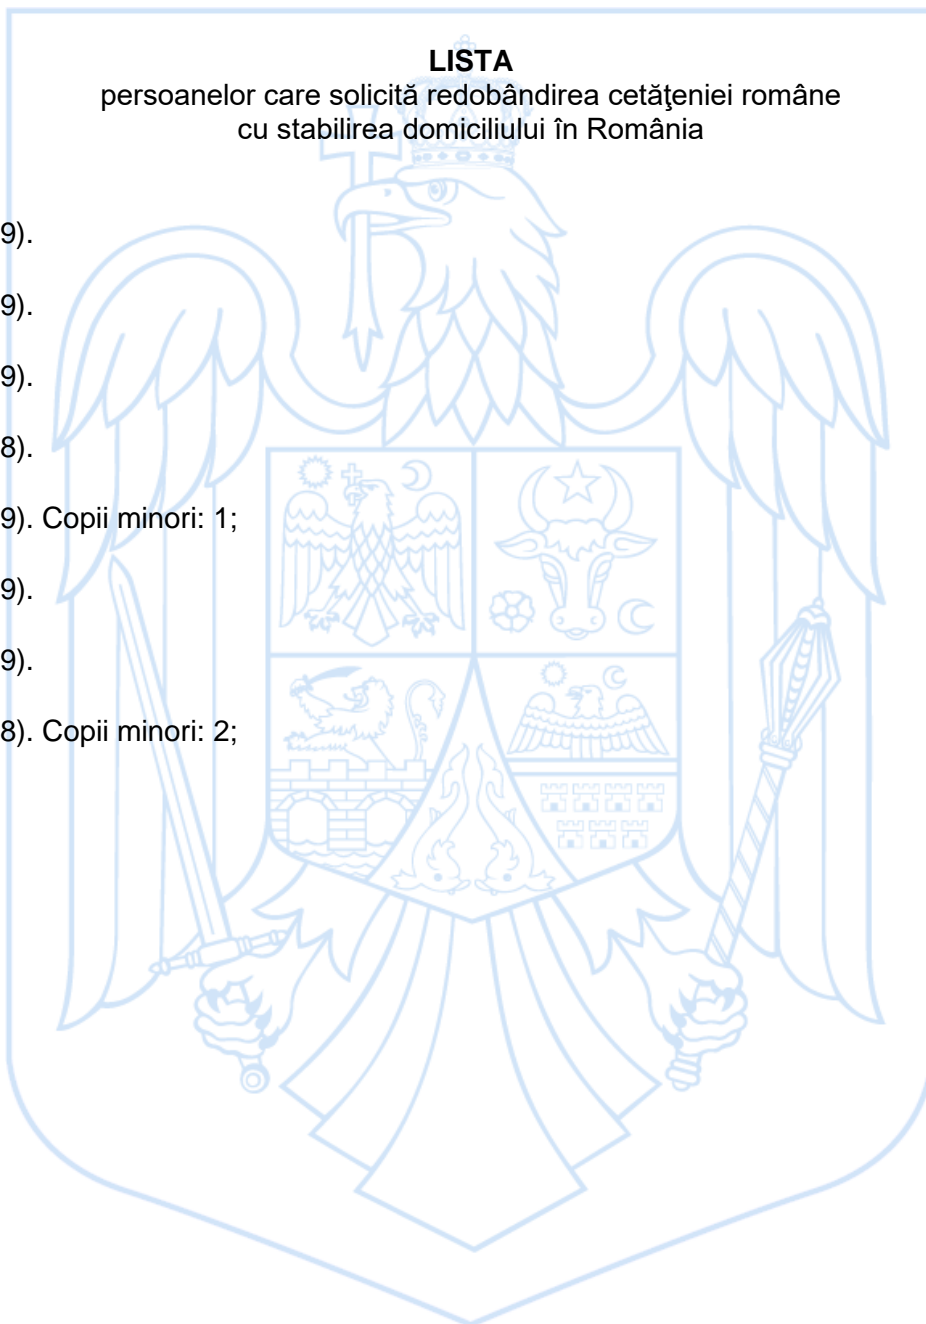 LISTA
persoanelor care solicită redobândirea cetăţeniei române
cu stabilirea domiciliului în România
9).
9).
9).
8).
9). Copii minori: 1;
9).
9).
8). Copii minori: 2;